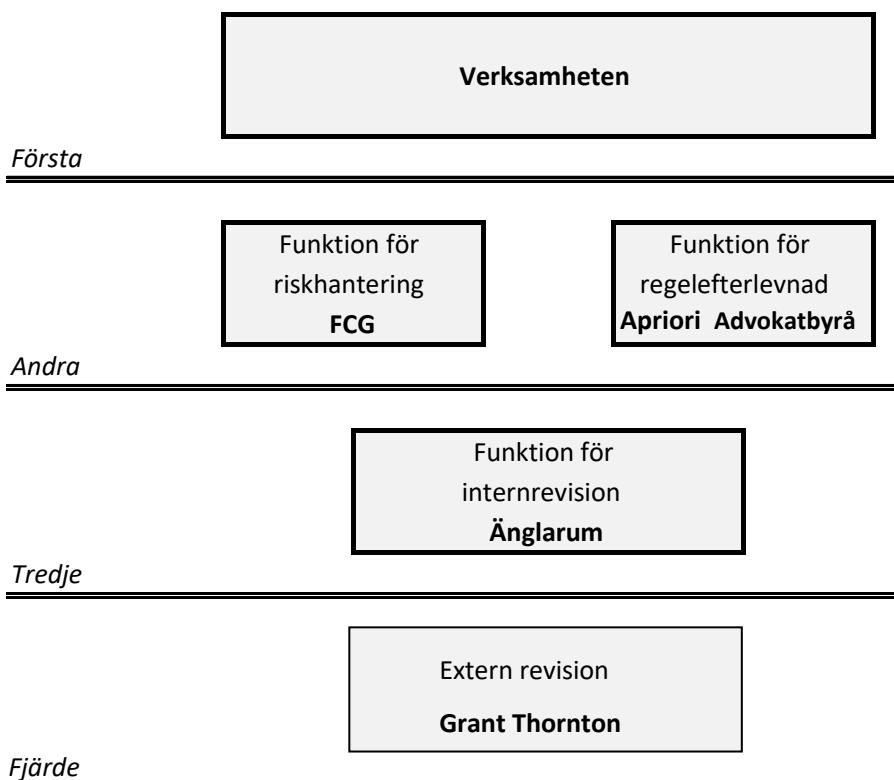 Verksamheten
Första
Funktion för
riskhantering
FCG
Funktion för
regelefterlevnad
Apriori Advokatbyrå
Andra
Funktion för
internrevision
Änglarum
Tredje
Extern revision
Grant Thornton
Fjärde